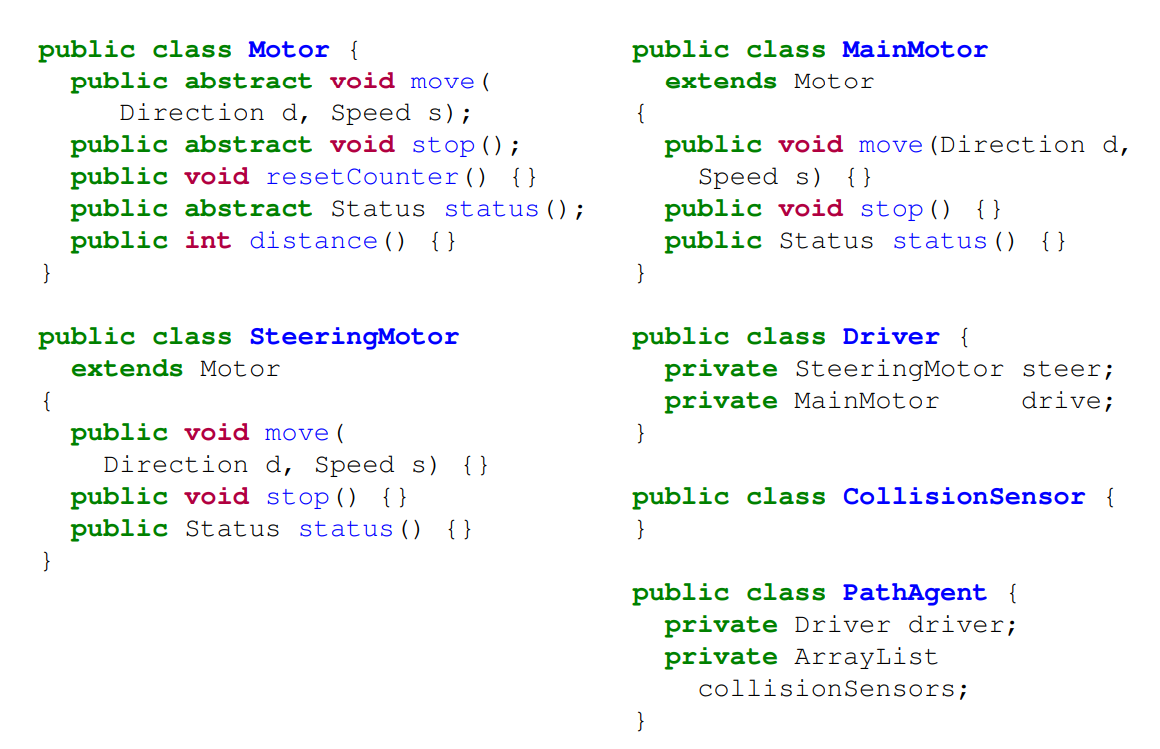 public class Motor {
  public abstract void move(
     Direction d, Speed s);
  public abstract void stop();
  public void resetCounter() {}
  public abstract Status status();
  public int distance() {}
}

public class SteeringMotor
  extends Motor
{
  public void move(
    Direction d, Speed s) {}
  public void stop() {}
  public Status status() {}
}

public class MainMotor
  extends Motor
{
  public void move(Direction d,
    Speed s) {}
  public void stop() {}
  public Status status() {}
}

public class Driver {
  private SteeringMotor steer;
  private MainMotor     drive;
}

public class CollisionSensor {
}

public class PathAgent {
  private Driver driver;
  private ArrayList
    collisionSensors;
}